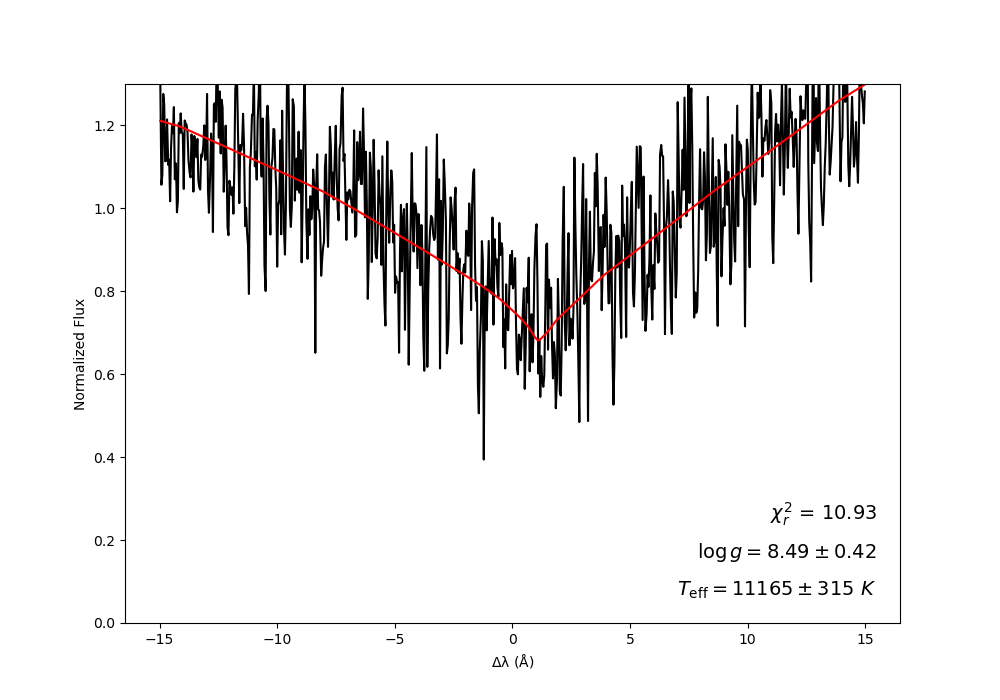 1.2
1.0
0.8
0.6
0.4
0.2
0.0
Normalized Flux
χ²ᵣ = 10.93
log g = 8.49 ± 0.42
T_eff = 11165 ± 315 K
−15 −10 −5 0 5 10 15
Δλ (Å)